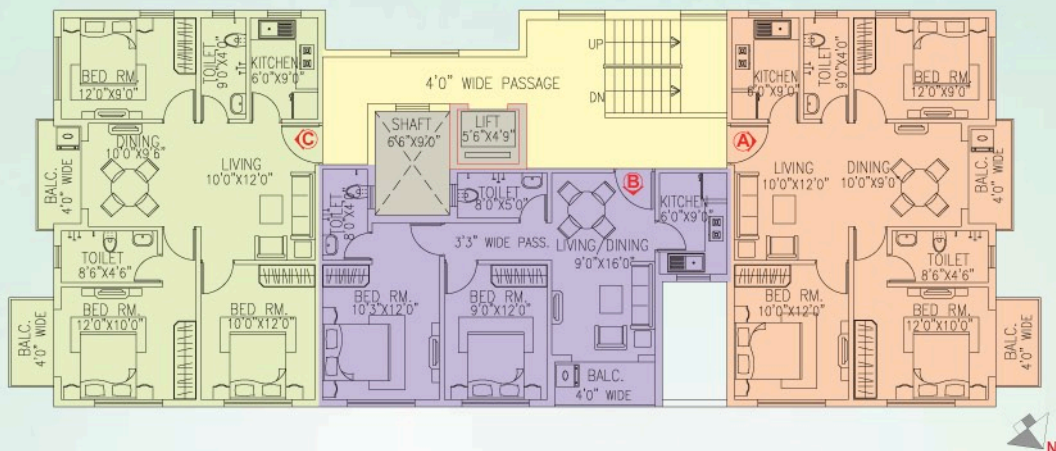 BED RM.
12'0"X9'0"
TOILET
9'0"X4'0"
KITCHEN
6'0"X9'0"
DINING
10'0"X9'6"
LIVING
10'0"X12'0"
BALC.
4'0" WIDE
TOILET
8'6"X4'6"
BED RM.
12'0"X10'0"
BED RM.
10'0"X12'0"
BALC.
4'0" WIDE
C
4'0" WIDE PASSAGE
UP
DN
SHAFT
6'6"X9'0"
LIFT
5'6"X4'9"
TOILET
8'0"X4'0"
TOILET
8'0"X5'0"
B
KITCHEN
6'0"X9'0"
3'3" WIDE PASS.
LIVING/DINING
9'0"X16'0"
BED RM.
10'3"X12'0"
BED RM.
9'0"X12'0"
BALC.
4'0" WIDE
A
KITCHEN
6'0"X9'0"
TOILET
9'0"X4'0"
BED RM.
12'0"X9'0"
LIVING
10'0"X12'0"
DINING
10'0"X9'0"
BALC.
4'0" WIDE
TOILET
8'6"X4'6"
BED RM.
10'0"X12'0"
BED RM.
12'0"X10'0"
BALC.
4'0" WIDE
N